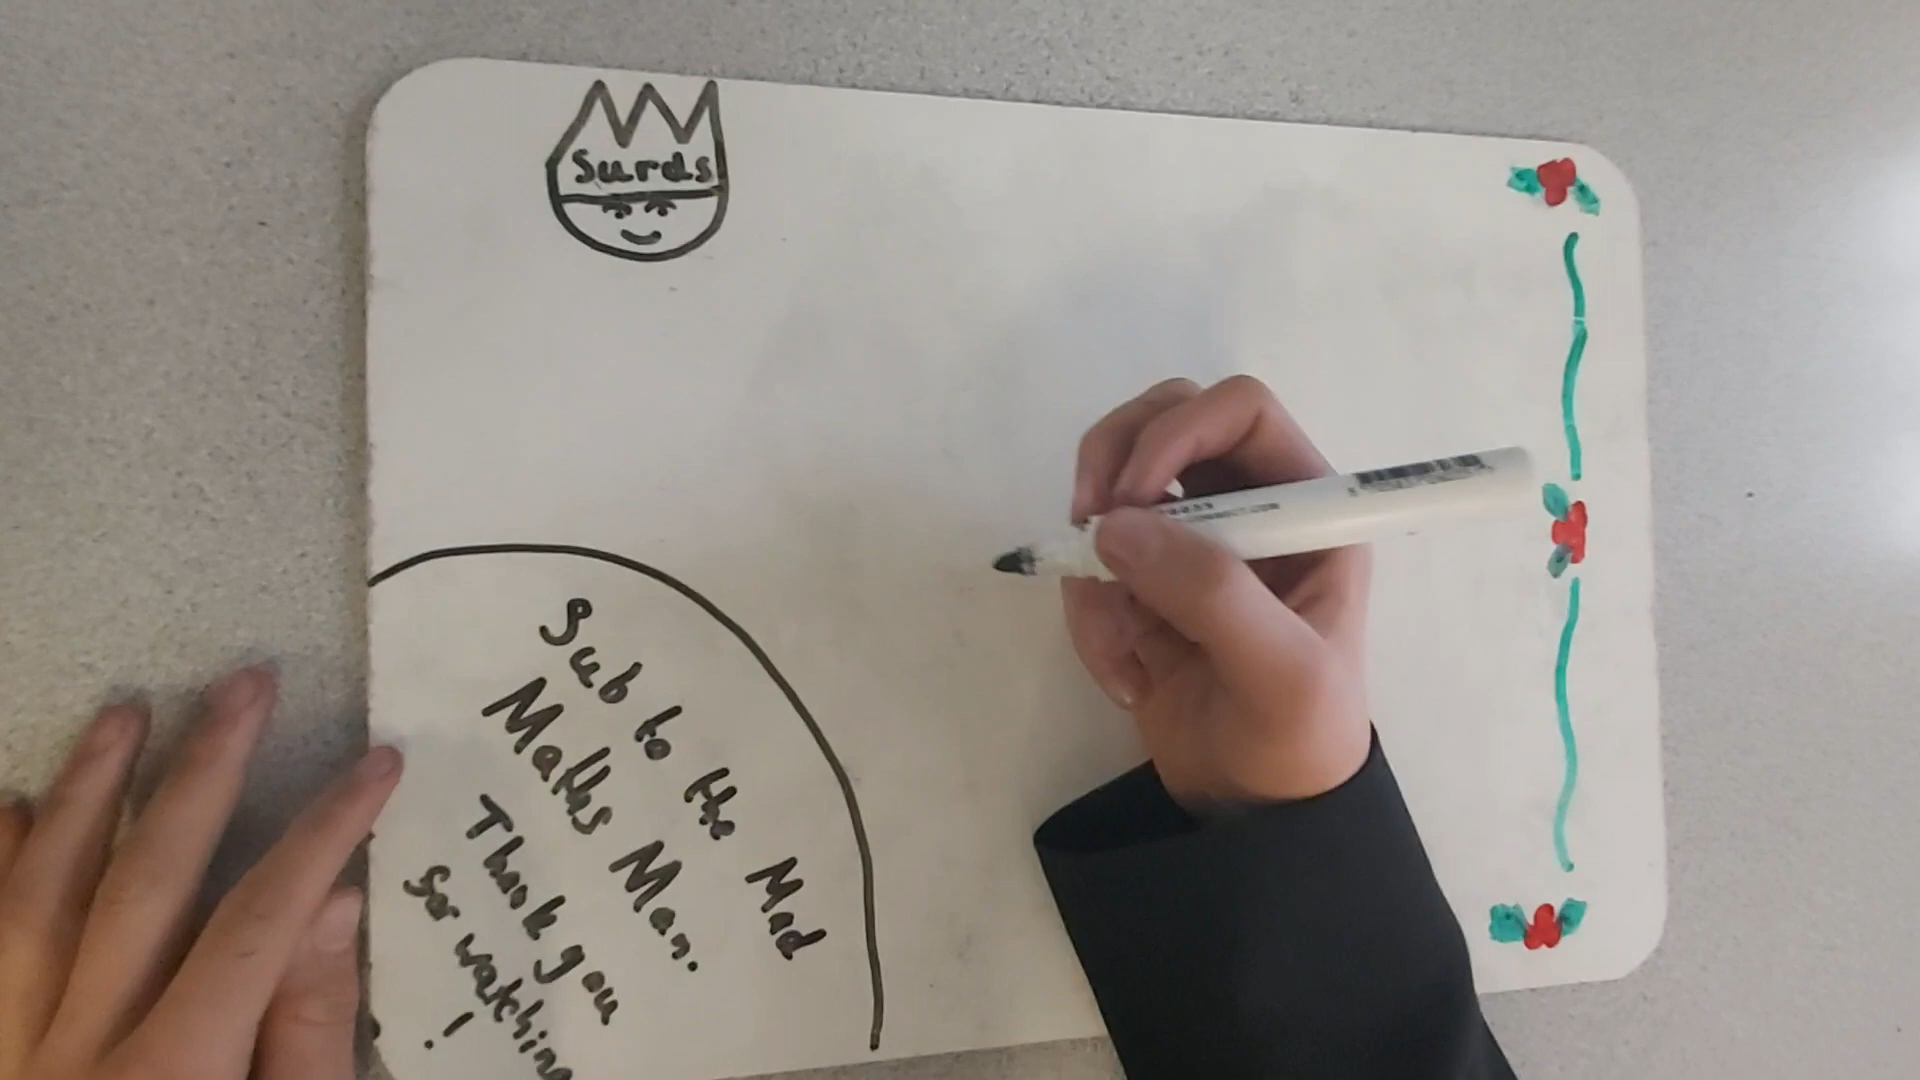 Surds
Sub to the Mad
Maths Man.
Thank you
for watching
!